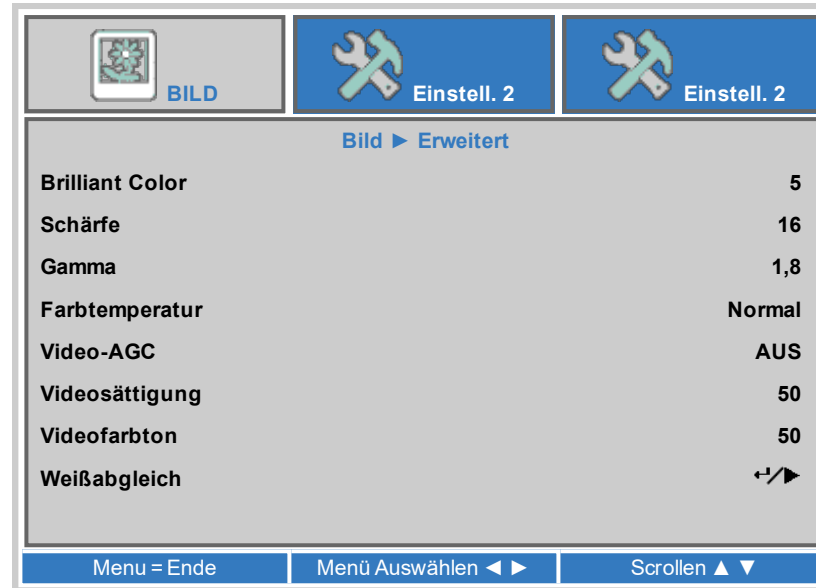 BILD Einstell. 2 Einstell. 2
Bild ► Erweitert
Brilliant Color 5
Schärfe 16
Gamma 1,8
Farbtemperatur Normal
Video-AGC AUS
Videosättigung 50
Videofarbton 50
Weißabgleich ↵/►
Menu = Ende Menü Auswählen ◄ ► Scrollen ▲ ▼